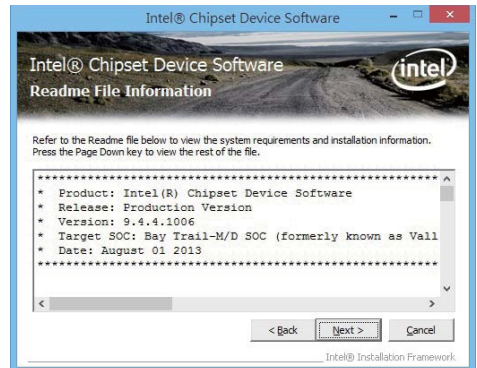 Intel® Chipset Device Software
Intel® Chipset Device Software
Readme File Information
intel
Refer to the Readme file below to view the system requirements and installation information.
Press the Page Down key to view the rest of the file.
************************************************************
*  Product: Intel(R) Chipset Device Software
*  Release: Production Version
*  Version: 9.4.4.1006
*  Target SOC: Bay Trail-M/D SOC (formerly known as Vall
*  Date: August 01 2013
************************************************************
< Back Next > Cancel
Intel® Installation Framework